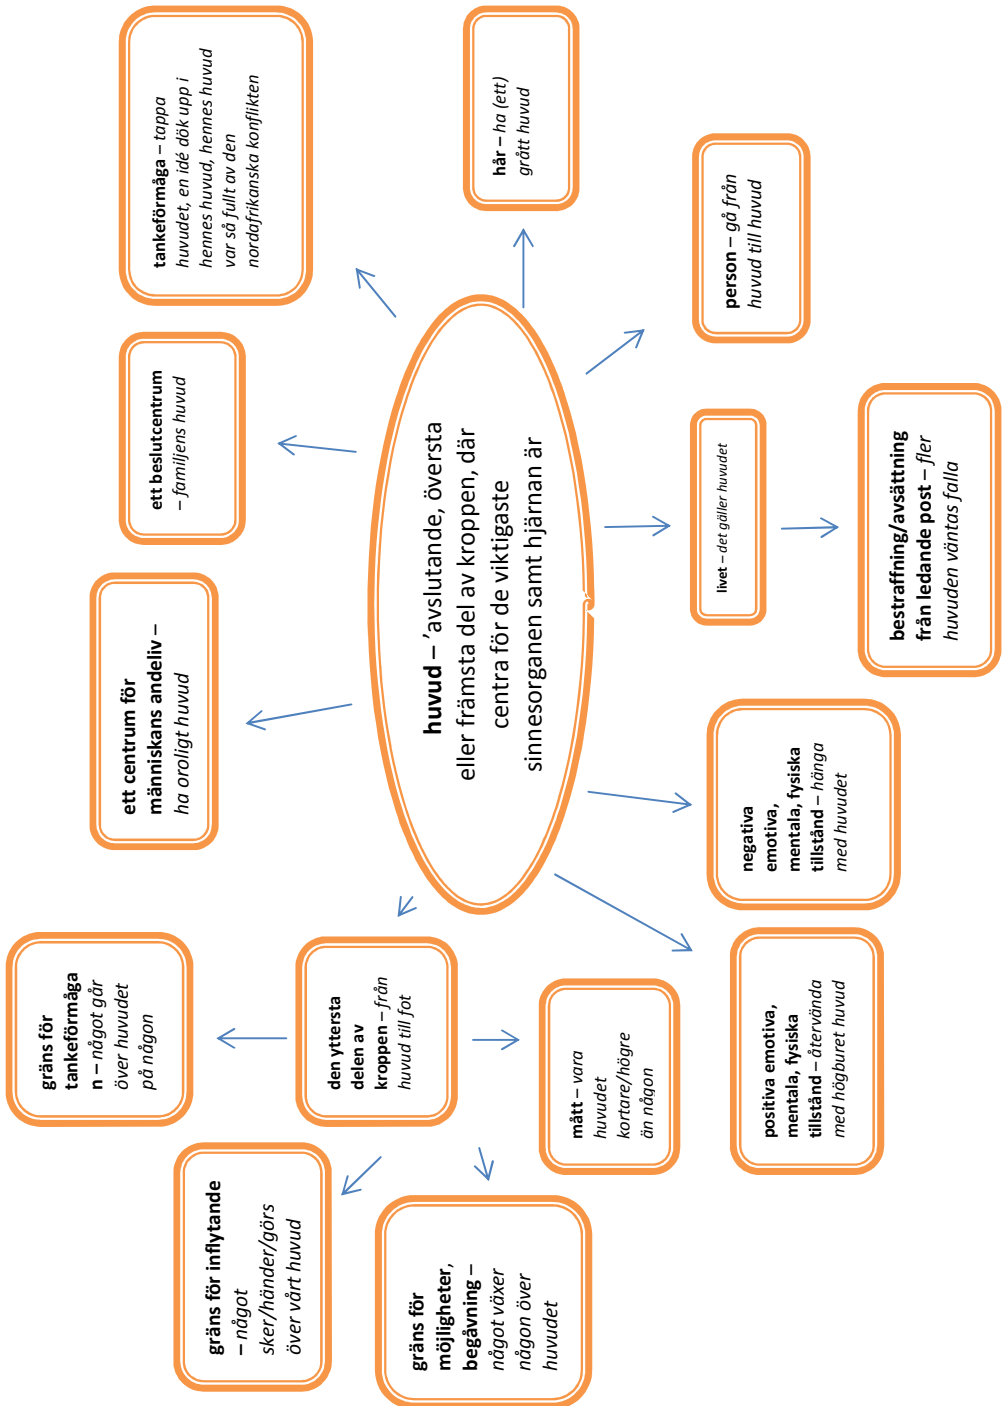 gräns för inflytande
– något
sker/händer/görs
över vårt huvud
gräns för
tankeförmåga
n – något går
över huvudet
på någon
ett centrum för
människans andeliv –
ha oroligt huvud
ett beslutcentrum
– familjens huvud
tankeförmåga – tappa
huvudet, en idé dök upp i
hennes huvud, hennes huvud
var så fullt av den
nordafrikanska konflikten
gräns för
möjligheter,
begåvning –
något växer
någon över
huvudet
den yttersta
delen av
kroppen – från
huvud till fot
huvud – ’avslutande, översta
eller främsta del av kroppen, där
centra för de viktigaste
sinnesorganen samt hjärnan är
hår – ha (ett)
grått huvud
mått – vara
huvudet
kortare/högre
än någon
positiva emotiva,
mentala, fysiska
tillstånd – återvända
med högburet huvud
negativa
emotiva,
mentala, fysiska
tillstånd – hänga
med huvudet
livet – det gäller huvudet
person – gå från
huvud till huvud
bestraffning/avsättning
från ledande post – fler
huvuden väntas falla